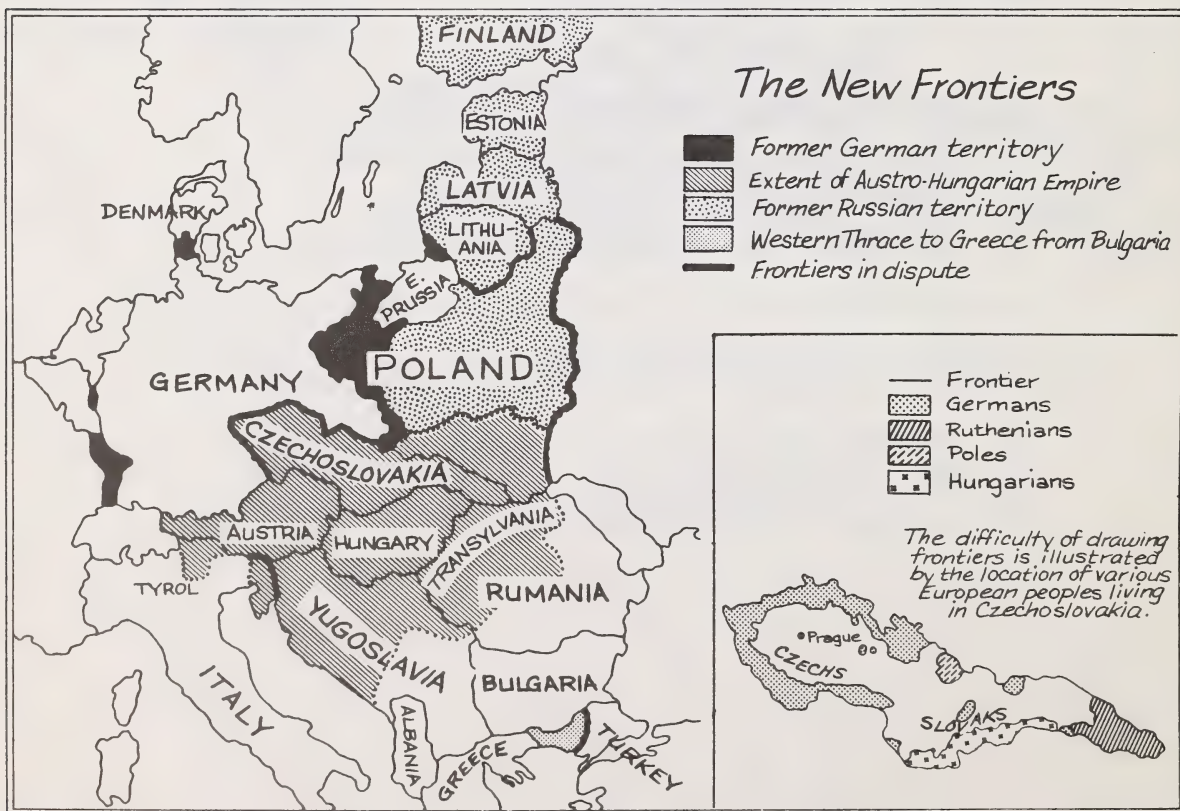 The New Frontiers
Former German territory
Extent of Austro-Hungarian Empire
Former Russian territory
Western Thrace to Greece from Bulgaria
Frontiers in dispute
FINLAND
ESTONIA
LATVIA
LITHU-
ANIA
DENMARK
E.
PRUSSIA
POLAND
GERMANY
CZECHOSLOVAKIA
AUSTRIA
HUNGARY
TRANSYLVANIA
TYROL
RUMANIA
YUGOSLAVIA
ITALY
BULGARIA
ALBANIA
GREECE
TURKEY
Frontier
Germans
Ruthenians
Poles
Hungarians
The difficulty of drawing
frontiers is illustrated
by the location of various
European peoples living
in Czechoslovakia.
Prague
CZECHS
SLOVAKS